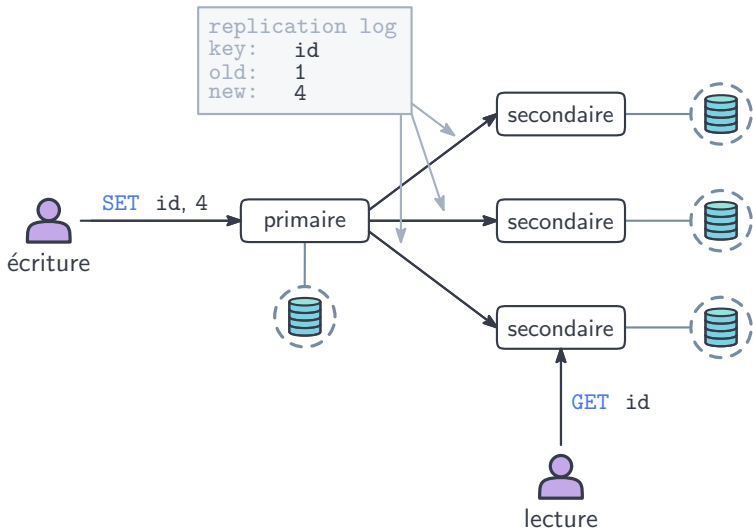 replication log
key: id
old: 1
new: 4
secondaire
SET id, 4
primaire
secondaire
écriture
secondaire
GET id
lecture